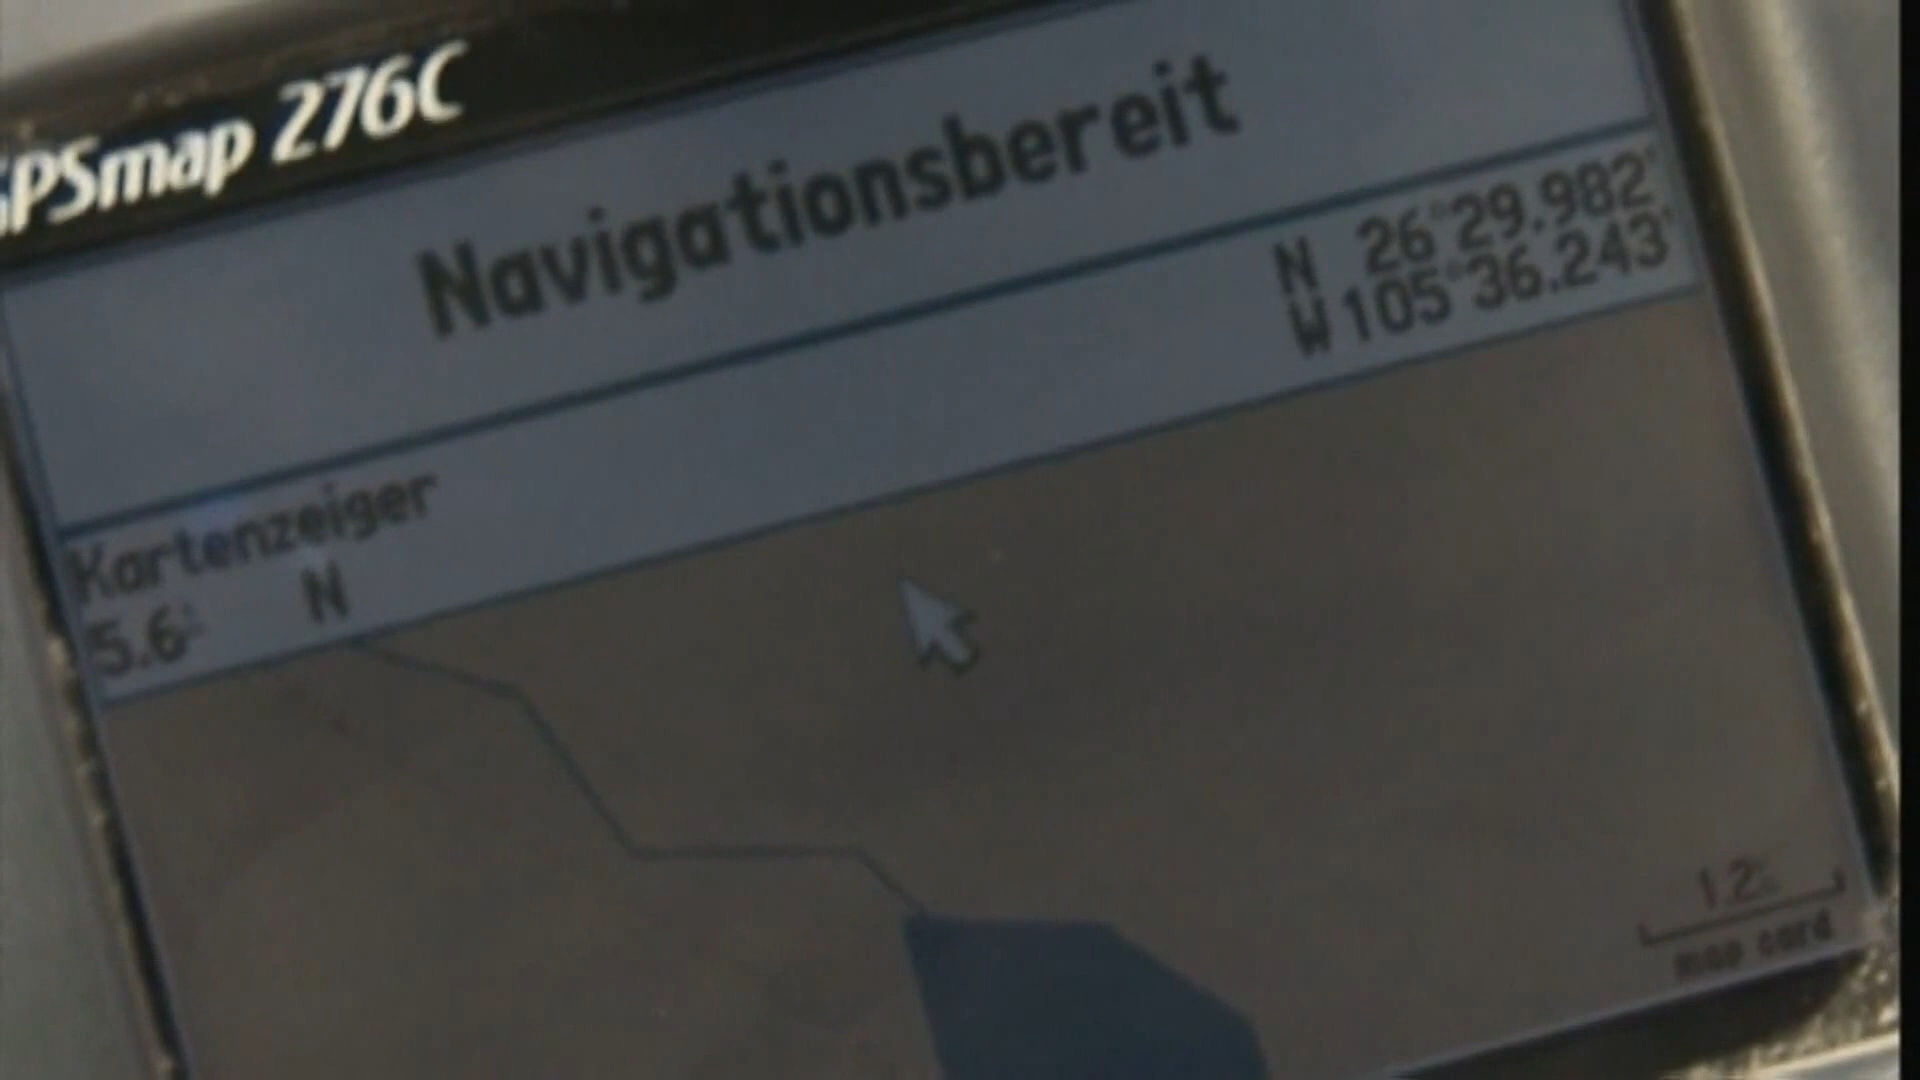 GPSmap 276C
Navigationsbereit
N 26°29.982'
W 105°36.243'
Kartenzeiger
5.6 N
1.2
map card